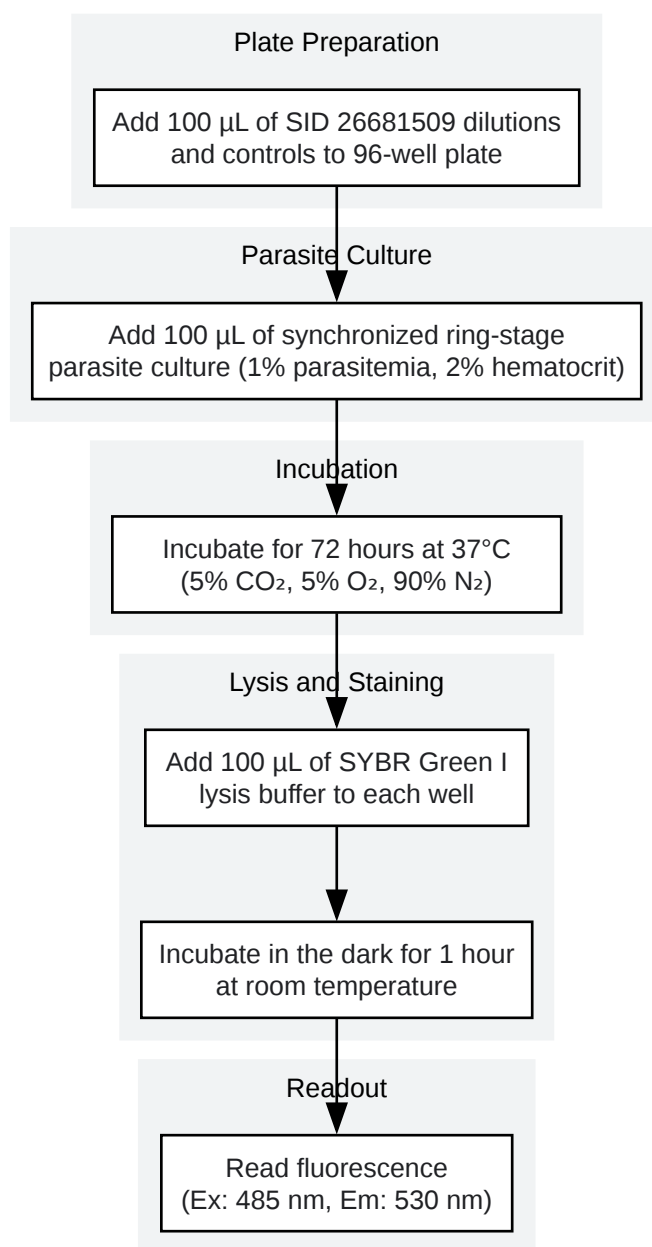 Plate Preparation
Add 100 µL of SID 26681509 dilutions
and controls to 96-well plate
Parasite Culture
Add 100 µL of synchronized ring-stage
parasite culture (1% parasitemia, 2% hematocrit)
Incubation
Incubate for 72 hours at 37°C
(5% CO₂, 5% O₂, 90% N₂)
Lysis and Staining
Add 100 µL of SYBR Green I
lysis buffer to each well
Incubate in the dark for 1 hour
at room temperature
Readout
Read fluorescence
(Ex: 485 nm, Em: 530 nm)